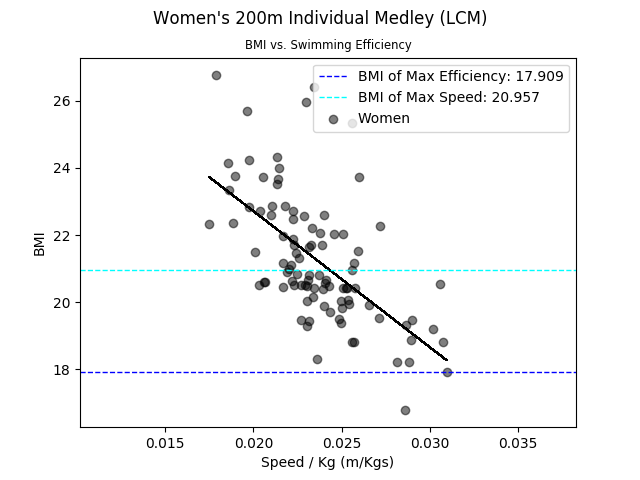 Women's 200m Individual Medley (LCM)
BMI vs. Swimming Efficiency
BMI of Max Efficiency: 17.909
BMI of Max Speed: 20.957
Women
26
24
22
20
18
BMI
0.015 0.020 0.025 0.030 0.035
Speed / Kg (m/Kgs)